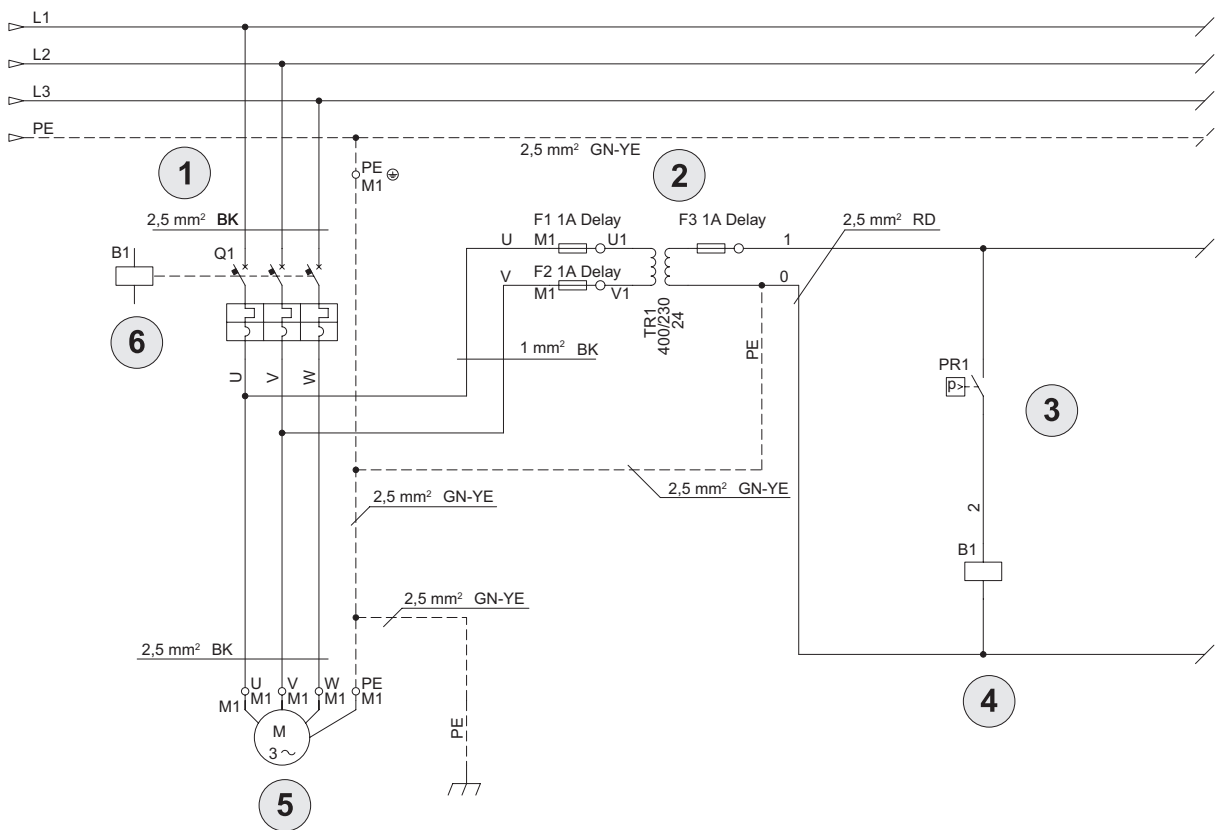 L1
L2
L3
PE
2,5 mm² GN-YE
1
2
PE
M1
2,5 mm² BK
F1 1A Delay
F3 1A Delay
2,5 mm² RD
B1
Q1
U
M1
U1
1
F2 1A Delay
V
M1
V1
0
TR1
400/230
24
6
1 mm² BK
PE
U
V
W
PR1
p>
3
2,5 mm² GN-YE
2,5 mm² GN-YE
2
B1
2,5 mm² GN-YE
2,5 mm² BK
U
V
W
PE
M1
M1
M1
M1
M1
4
M
3~
PE
5